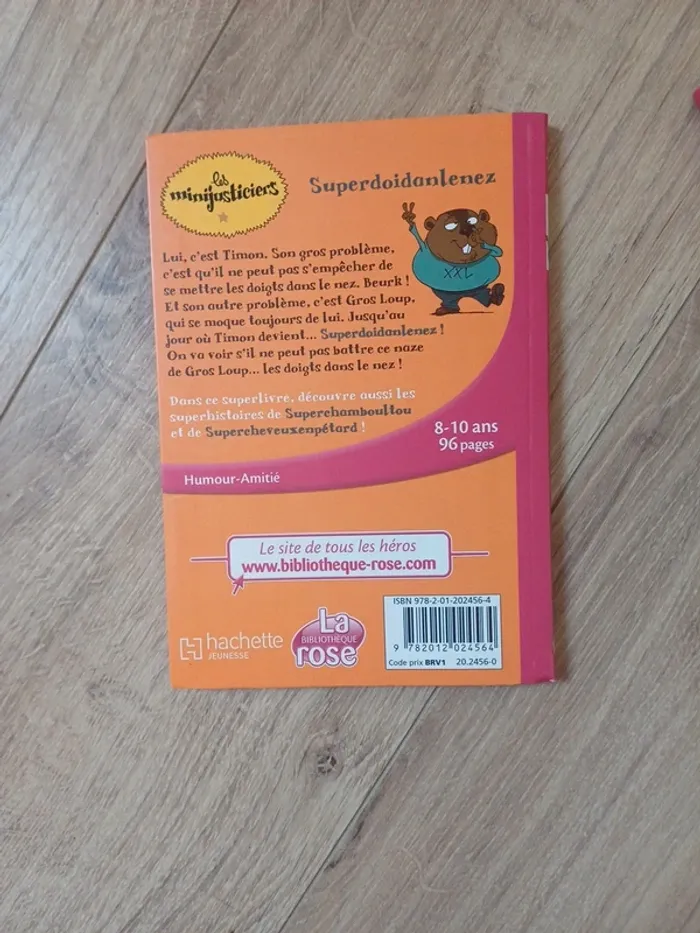 les
minijusticiers
Superdoidanlenez
Lui, c'est Timon. Son gros problème,
c'est qu'il ne peut pas s'empêcher de
se mettre les doigts dans le nez. Beurk !
Et son autre problème, c'est Gros Loup,
qui se moque toujours de lui. Jusqu'au
jour où Timon devient... Superdoidanlenez !
On va voir s'il ne peut pas battre ce naze
de Gros Loup... les doigts dans le nez !
XXL
Dans ce superlivre, découvre aussi les
superhistoires de Superchamboultou
et de Supercheveuxenpétard !
8-10 ans
96 pages
Humour-Amitié
Le site de tous les héros
www.bibliotheque-rose.com
hachette
JEUNESSE
La
BIBLIOTHÈQUE
rose
ISBN 978-2-01-202456-4
9 782012 024564
Code prix BRV1 20.2456-0